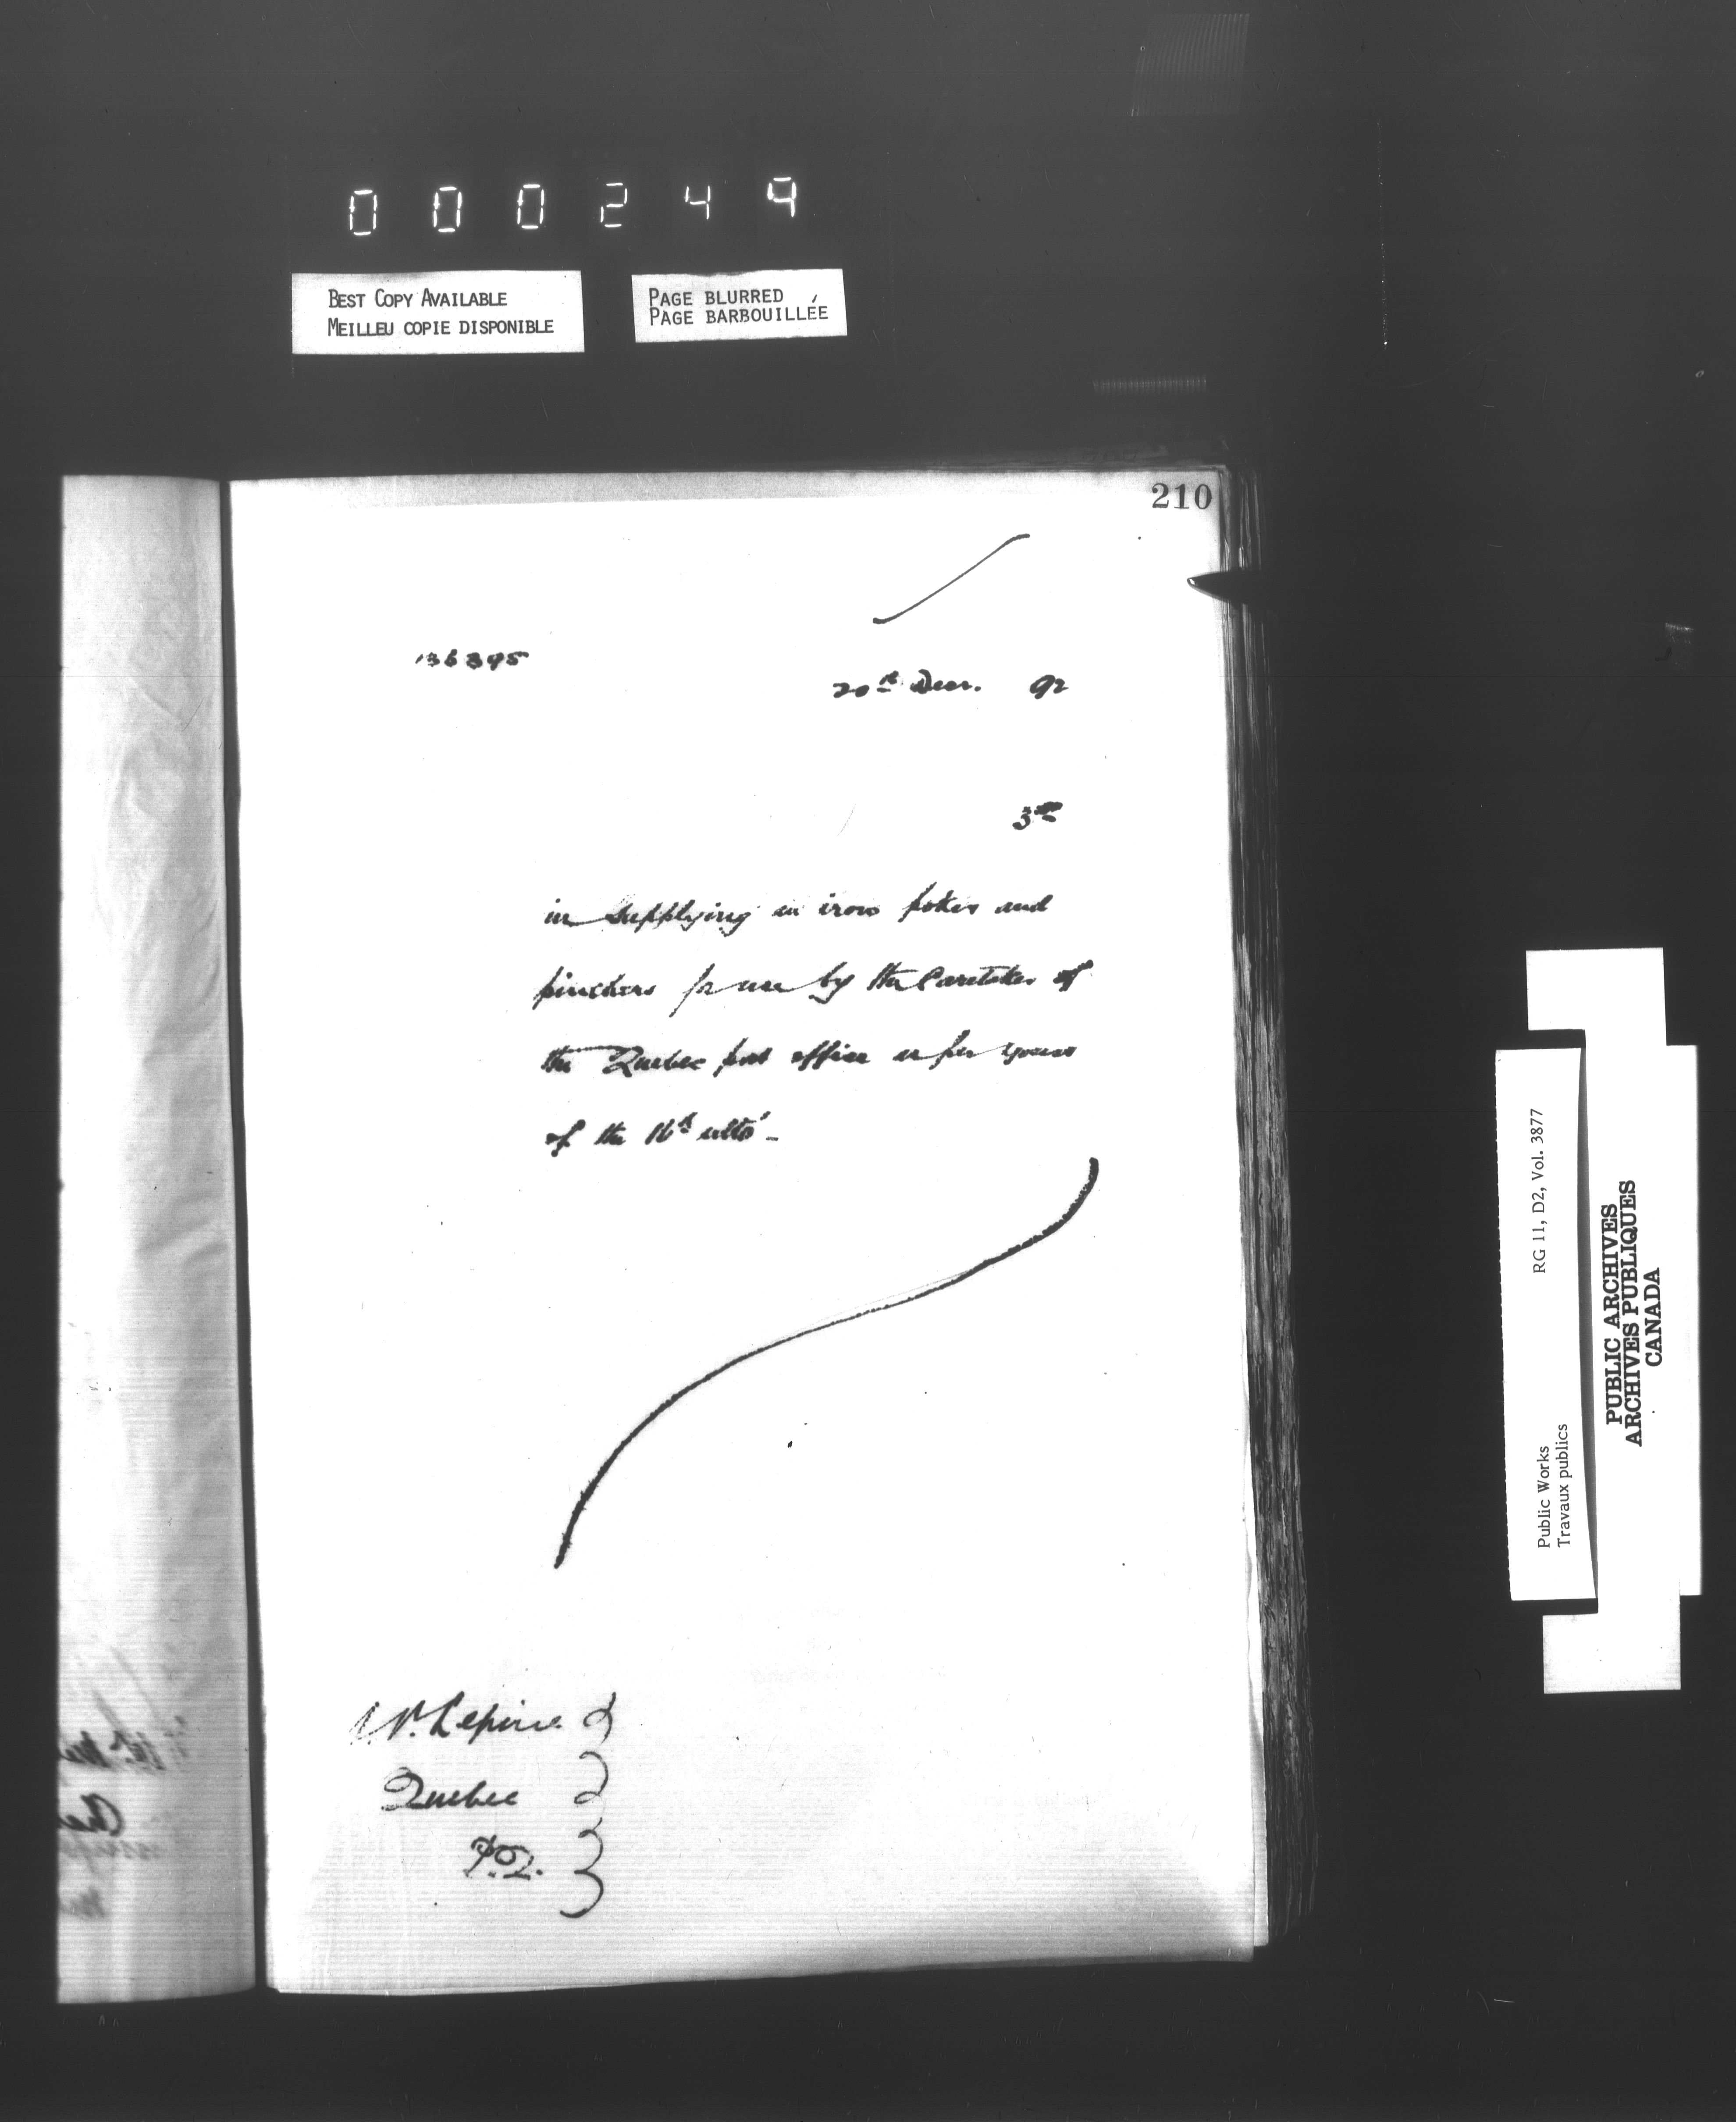 000249
BEST COPY AVAILABLE
MEILLEU COPIE DISPONIBLE
PAGE BLURRED
PAGE BARBOUILLÉE
210
136395
20th Decr. 92
3.00
in supplying an iron poker and
pinchers for use by the Caretaker of
the Quebec post office as per yours
of the 16th ulto -
P. Lepine
Quebec
P.Q.
Public Works
Travaux publics
RG 11, D2, Vol. 3877
PUBLIC ARCHIVES
ARCHIVES PUBLIQUES
CANADA